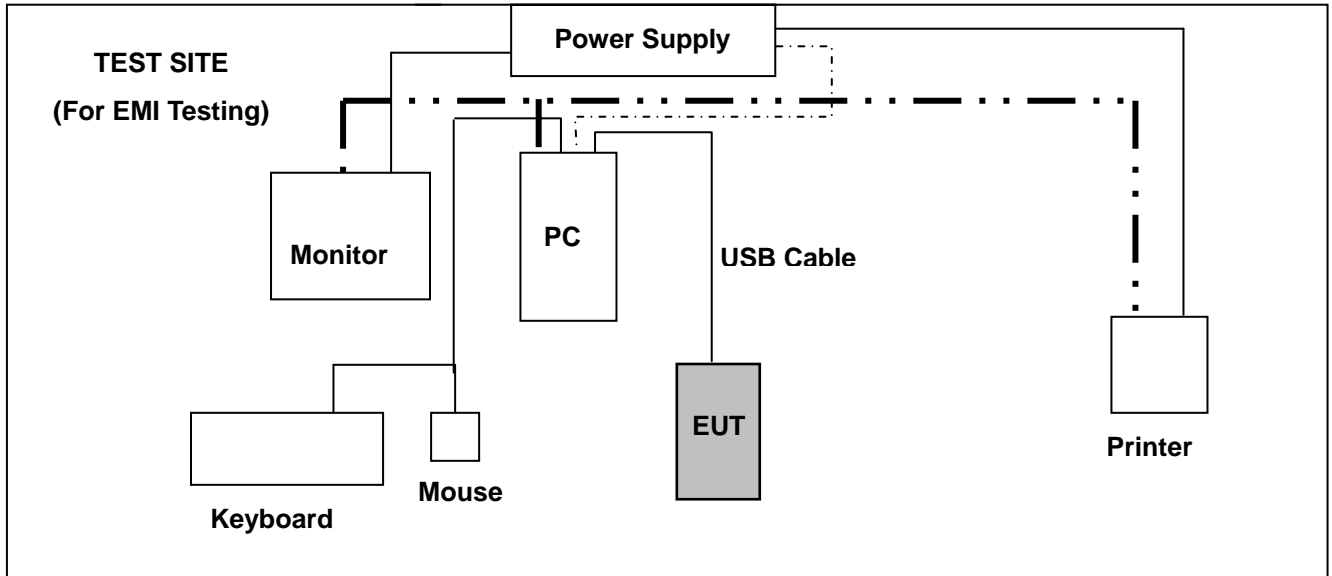 Power Supply
TEST SITE
(For EMI Testing)
PC
Monitor
USB Cable
EUT
Printer
Mouse
Keyboard